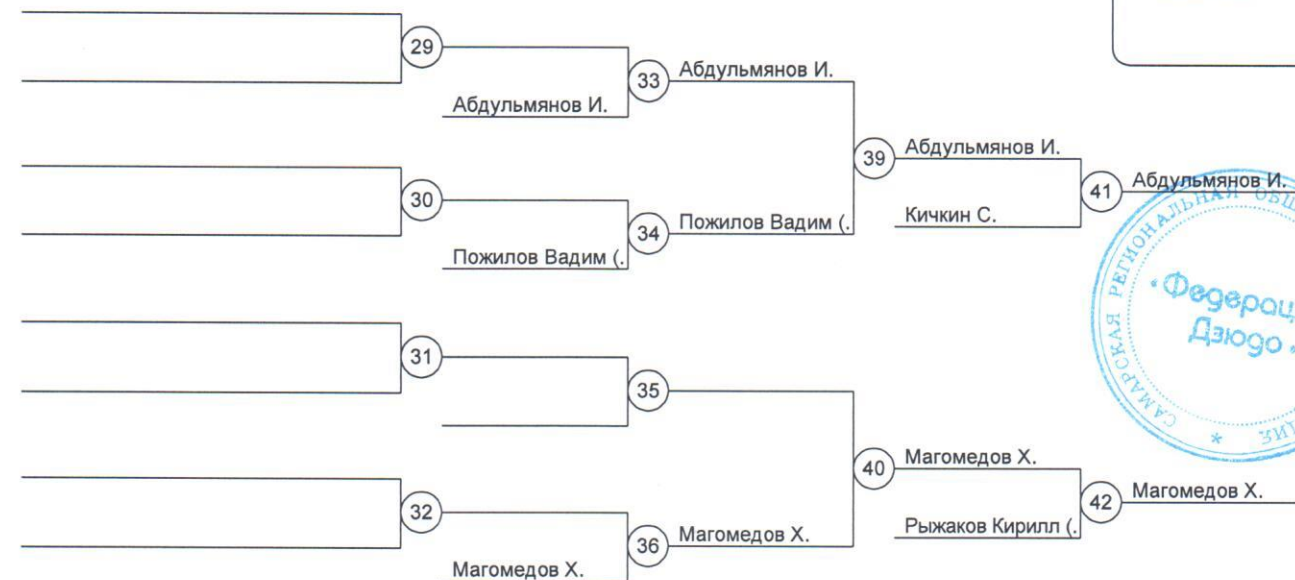 29
33
Абдульмянов И.
Абдульмянов И.
39
Абдульмянов И.
41
Абдульмянов И.
30
Кичкин С.
34
Пожилов Вадим (.
Пожилов Вадим (.
САМАРСКАЯ РЕГИОНАЛЬНАЯ
Федерац
Дзюдо
31
35
40
Магомедов Х.
42
Магомедов Х.
32
Рыжаков Кирилл (.
36
Магомедов Х.
Магомедов Х.